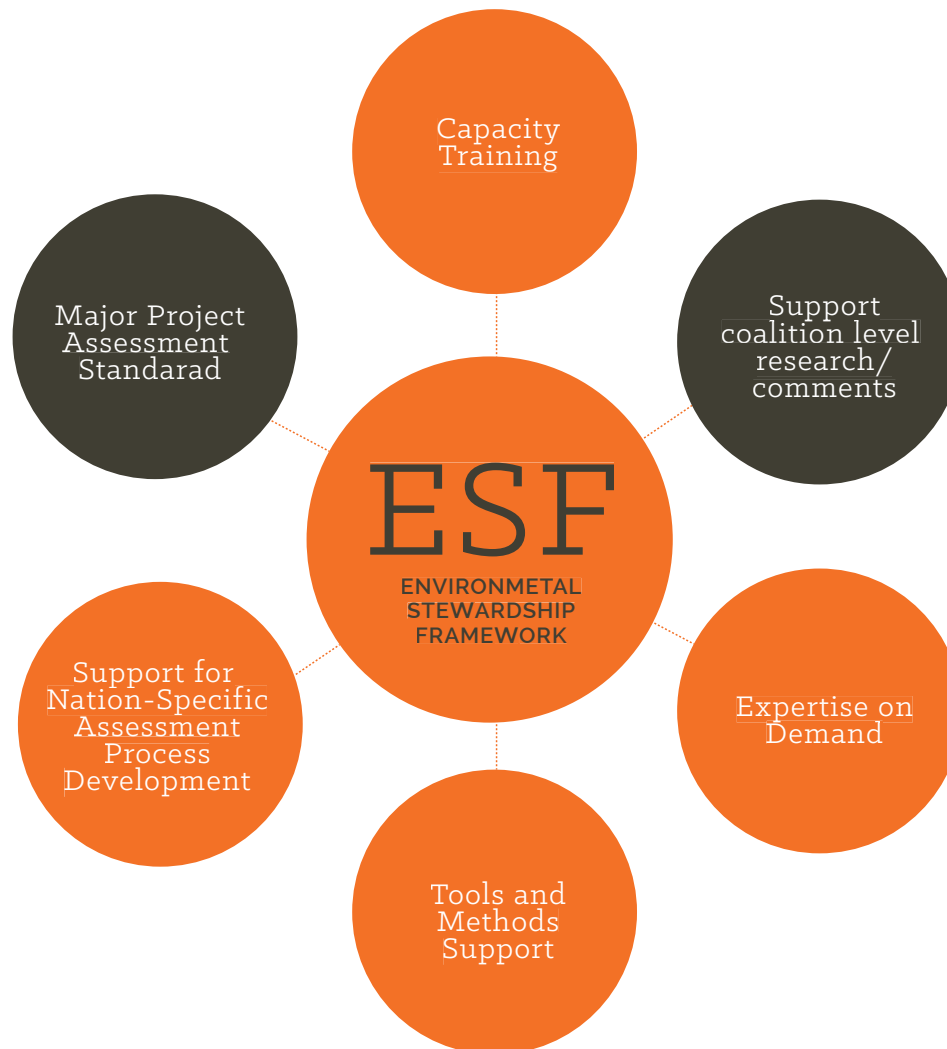 Capacity
Training
Major Project
Assessment
Standarad
Support
coalition level
research/
comments
ESF
ENVIRONMETAL
STEWARDSHIP
FRAMEWORK
Support for
Nation-Specific
Assessment
Process
Development
Expertise on
Demand
Tools and
Methods
Support